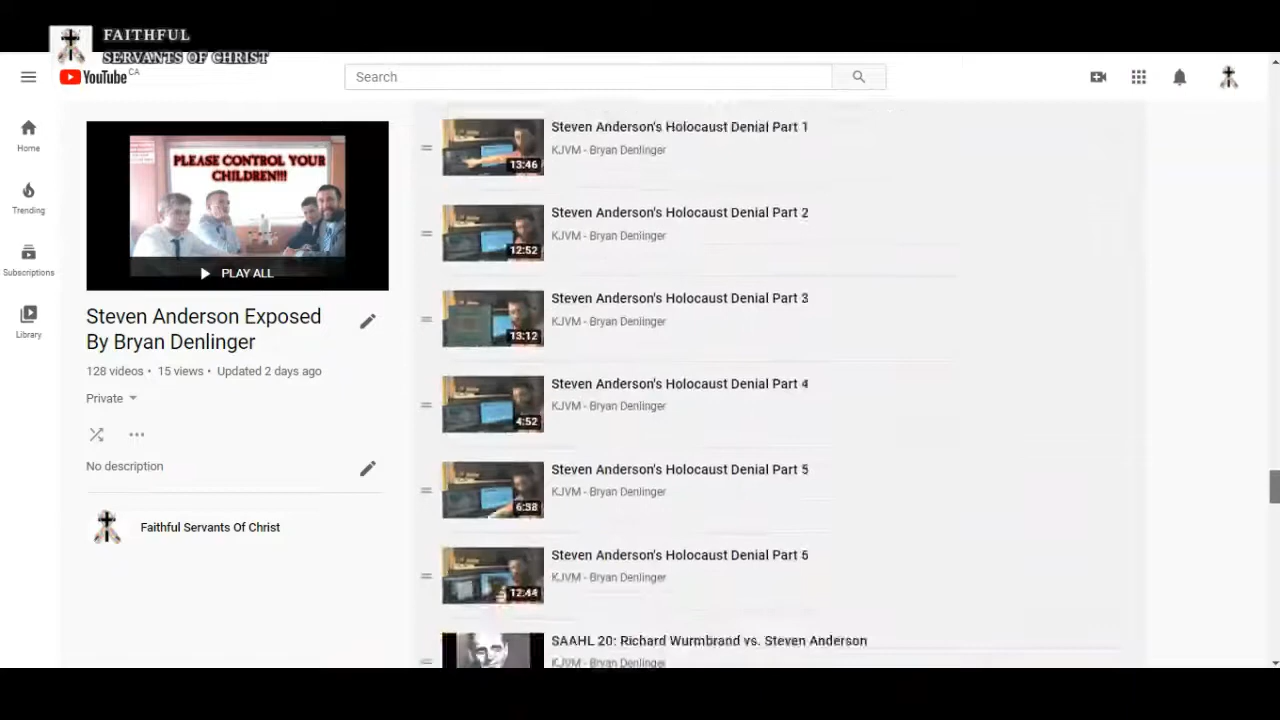 FAITHFUL
SERVANTS OF CHRIST
YouTube CA
Search
Home
Trending
Subscriptions
Library
PLEASE CONTROL YOUR
CHILDREN!!!
PLAY ALL
Steven Anderson Exposed
By Bryan Denlinger
128 videos • 15 views • Updated 2 days ago
Private
No description
Faithful Servants Of Christ
13:46
Steven Anderson's Holocaust Denial Part 1
KJVM - Bryan Denlinger
12:52
Steven Anderson's Holocaust Denial Part 2
KJVM - Bryan Denlinger
13:12
Steven Anderson's Holocaust Denial Part 3
KJVM - Bryan Denlinger
4:52
Steven Anderson's Holocaust Denial Part 4
KJVM - Bryan Denlinger
6:38
Steven Anderson's Holocaust Denial Part 5
KJVM - Bryan Denlinger
12:44
Steven Anderson's Holocaust Denial Part 6
KJVM - Bryan Denlinger
SAAHL 20: Richard Wurmbrand vs. Steven Anderson
KJVM - Bryan Denlinger